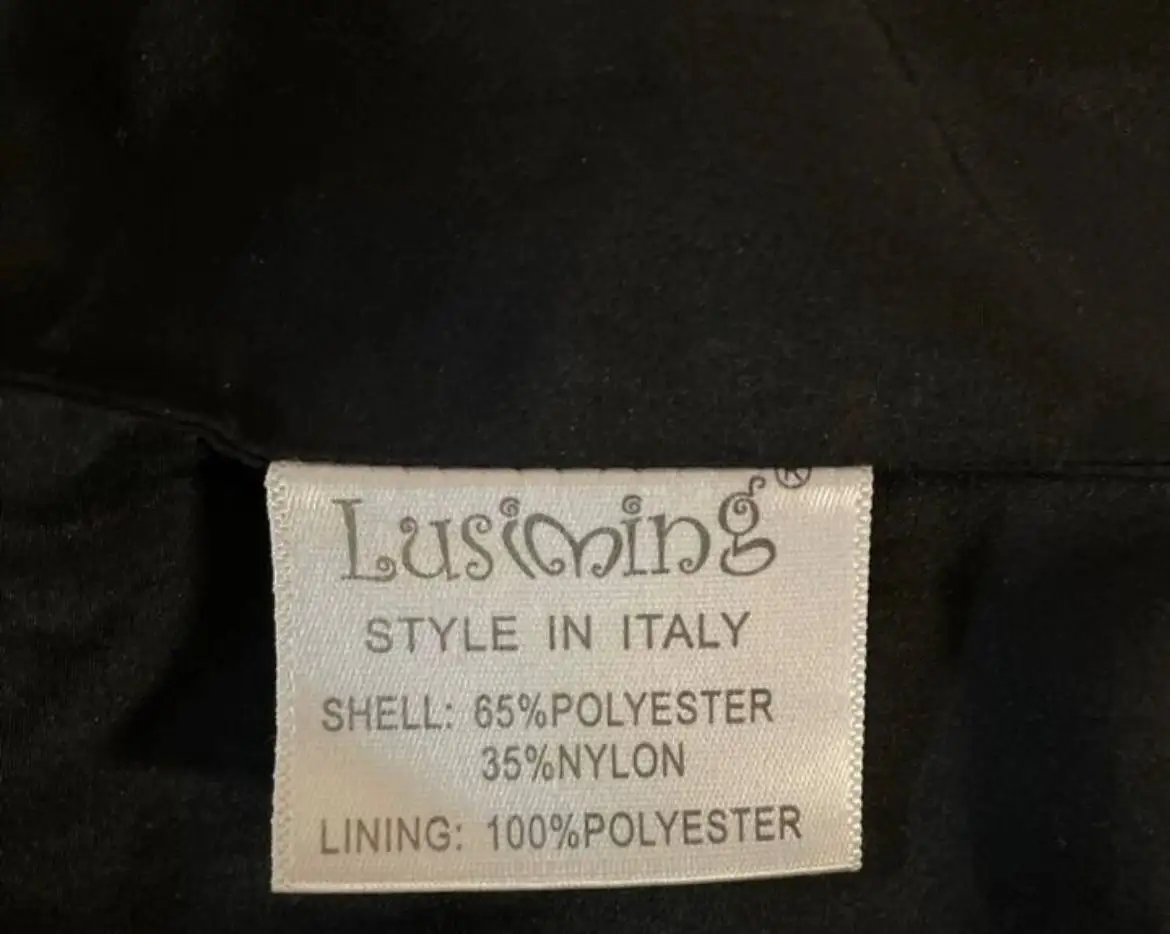 Lusiming®
STYLE IN ITALY
SHELL: 65%POLYESTER
35%NYLON
LINING: 100%POLYESTER